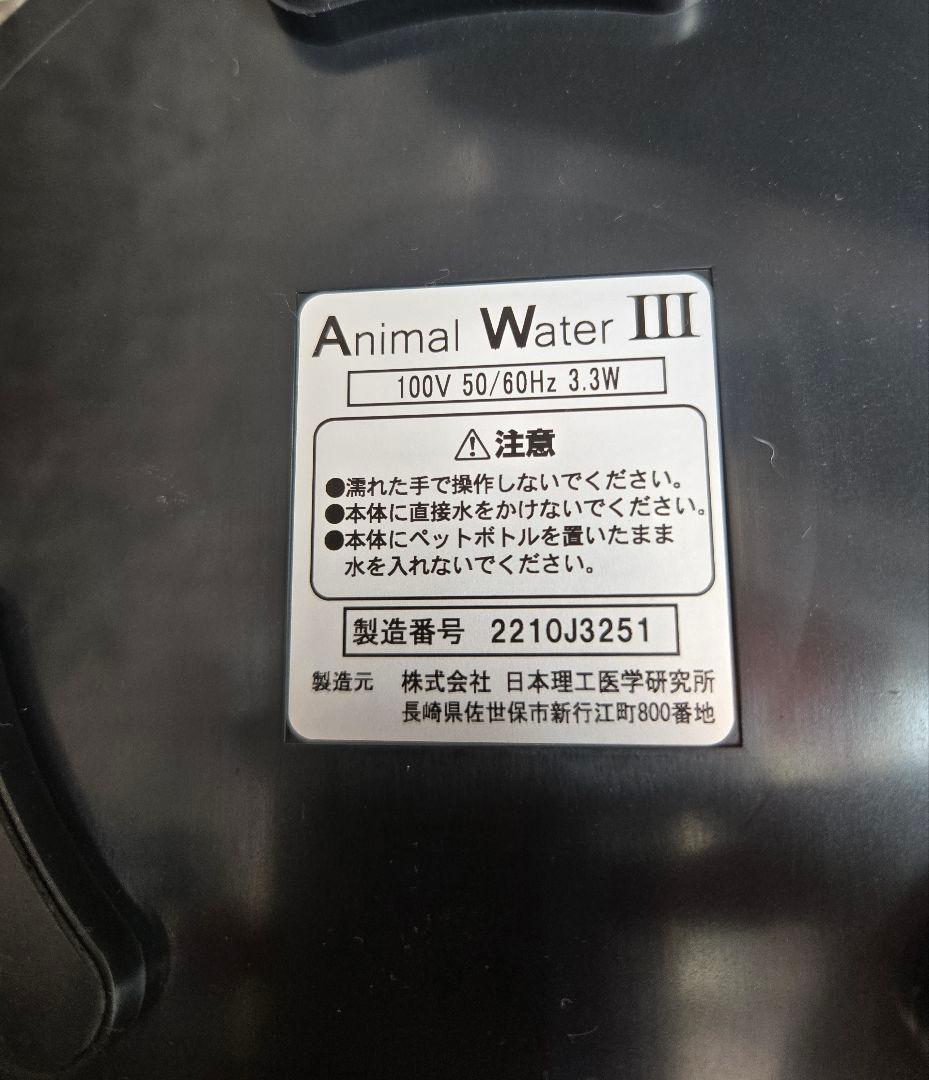 Animal Water III
100V 50/60Hz 3.3W
⚠注意
●濡れた手で操作しないでください。
●本体に直接水をかけないでください。
●本体にペットボトルを置いたまま
水を入れないでください。
製造番号 2210J3251
製造元 株式会社 日本理工医学研究所
長崎県佐世保市新行江町800番地